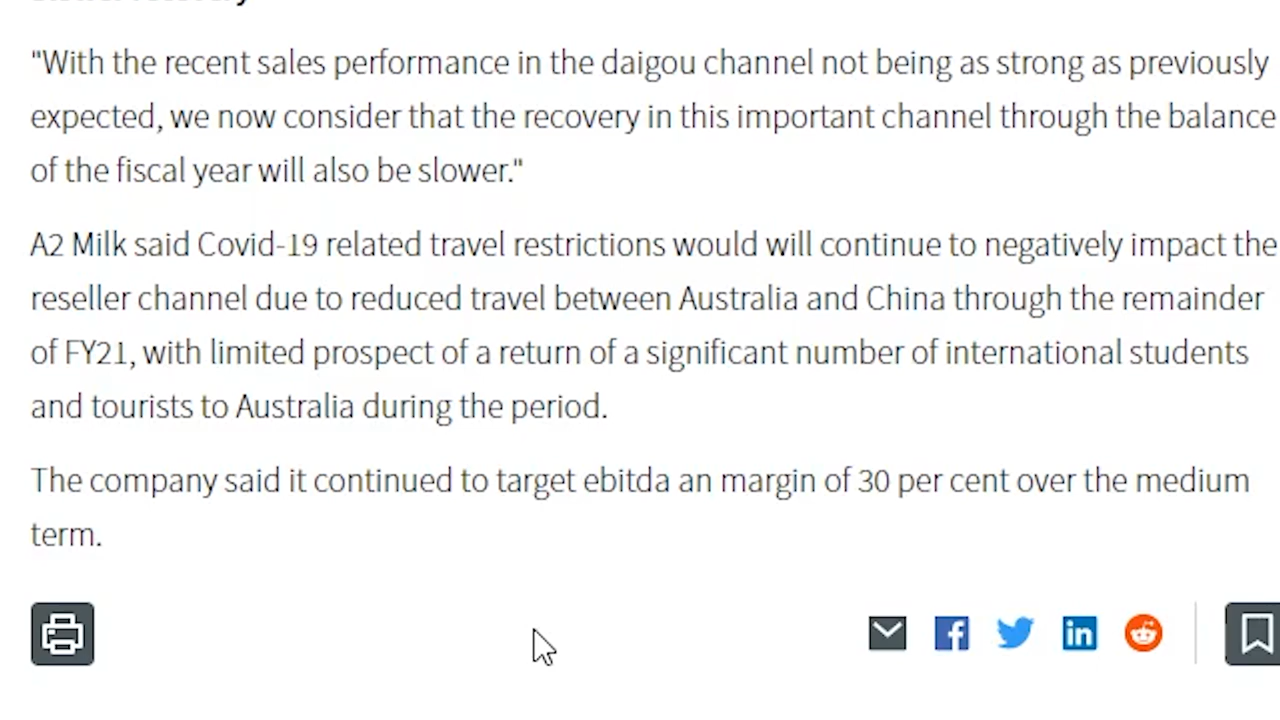 "With the recent sales performance in the daigou channel not being as strong as previously
expected, we now consider that the recovery in this important channel through the balance
of the fiscal year will also be slower."
A2 Milk said Covid-19 related travel restrictions would will continue to negatively impact the
reseller channel due to reduced travel between Australia and China through the remainder
of FY21, with limited prospect of a return of a significant number of international students
and tourists to Australia during the period.
The company said it continued to target ebitda an margin of 30 per cent over the medium
term.
f in